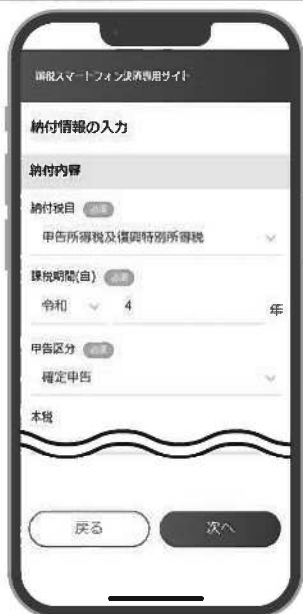 国税スマートフォン決済専用サイト
納付情報の入力
納付内容
納付税目 必須
申告所得税及復興特別所得税
課税期間(自) 必須
令和 4 年
申告区分 必須
確定申告
本税
戻る 次へ